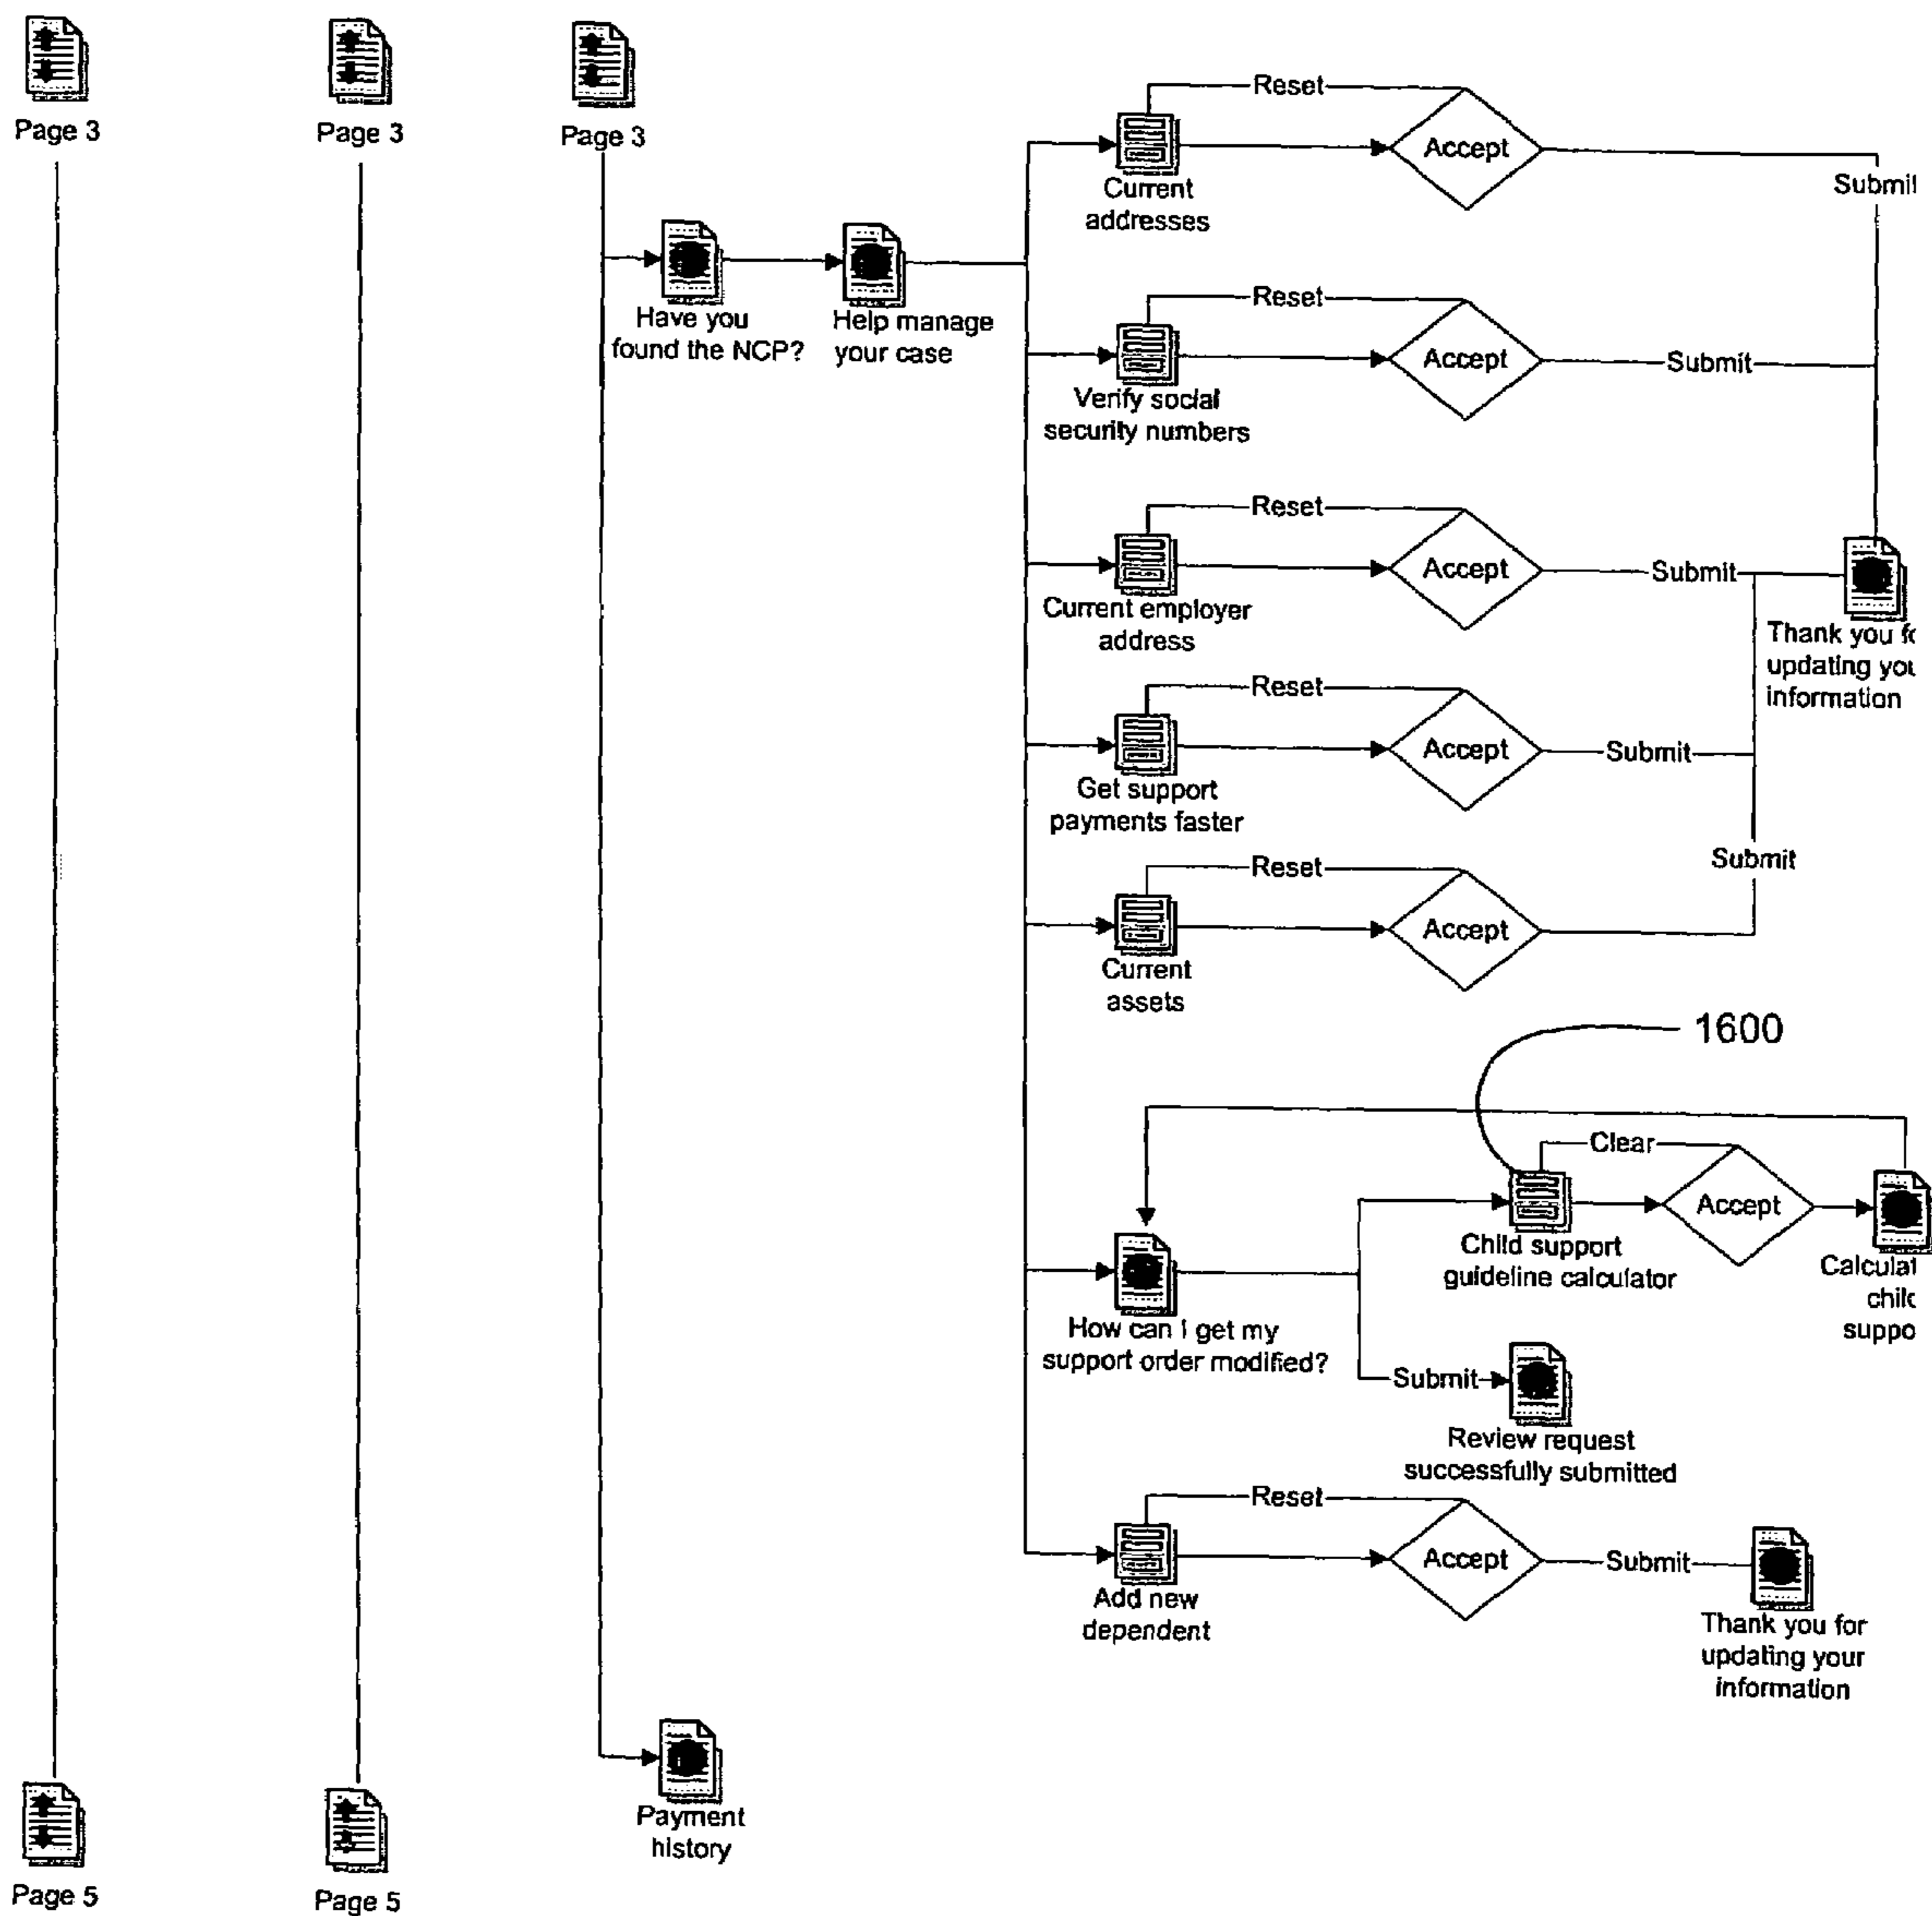 Page 3
Page 3
Page 3
Reset
Accept
Submit
Current
addresses
Have you
found the NCP?
Help manage
your case
Reset
Accept
Submit
Verify social
security numbers
Reset
Accept
Submit
Current employer
address
Thank you
updating
information
Reset
Accept
Submit
Get support
payments faster
Submit
Reset
Accept
Current
assets
1600
Clear
Accept
Child support
guideline calculator
How can I get my
support order modified?
Submit
Review request
successfully submitted
Reset
Accept
Submit
Add new
dependent
Thank you for
updating your
information
Payment
history
Page 5
Page 5